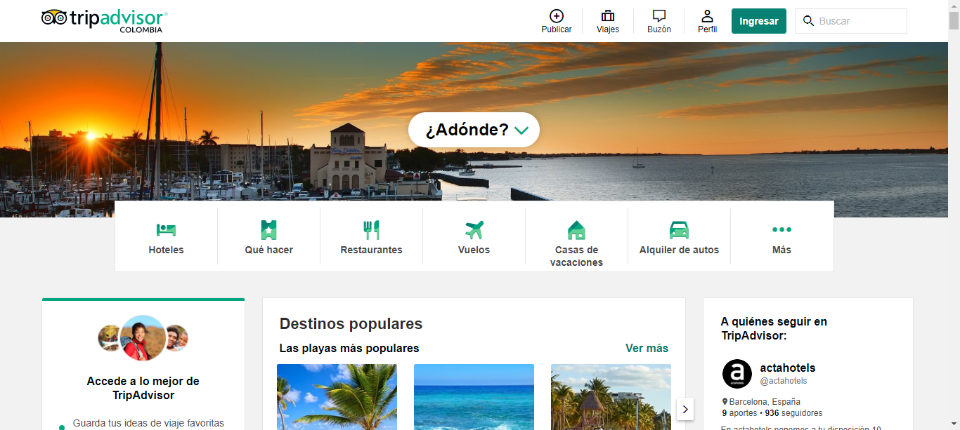 tripadvisor
COLOMBIA
Publicar
Viajes
Buzón
Perfil
Ingresar
Buscar
¿Adónde?
Hoteles
Qué hacer
Restaurantes
Vuelos
Casas de
vacaciones
Alquiler de autos
Más
Accede a lo mejor de
TripAdvisor
Guarda tus ideas de viaje favoritas
Destinos populares
Las playas más populares
Ver más
A quiénes seguir en
TripAdvisor:
a
actahotels
@actahotels
Barcelona, España
9 aportes • 936 seguidores
En actahotels ponemos a tu disposición 10